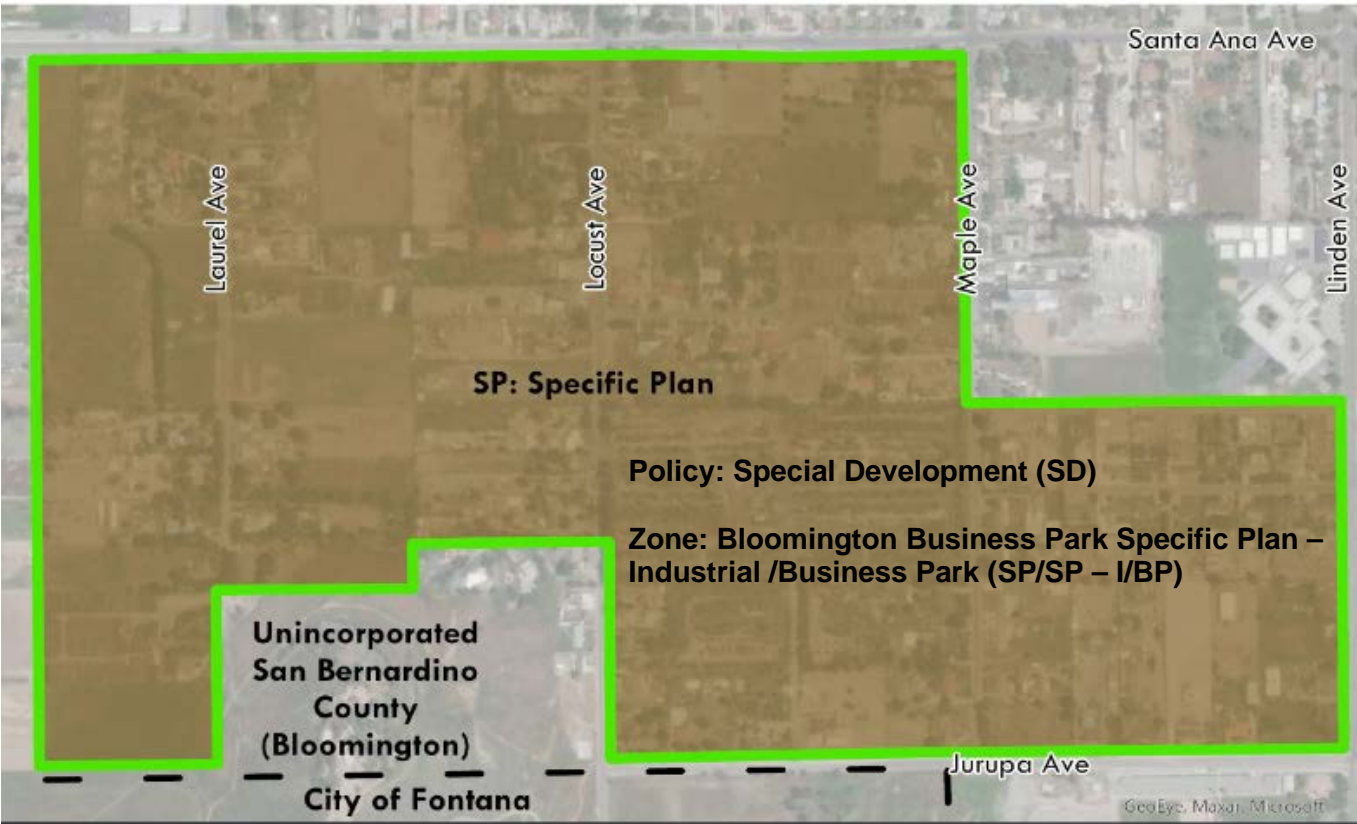 Santa Ana Ave
Laurel Ave
Locust Ave
Maple Ave
Linden Ave
SP: Specific Plan
Policy: Special Development (SD)
Zone: Bloomington Business Park Specific Plan –
Industrial /Business Park (SP/SP – I/BP)
Unincorporated
San Bernardino
County
(Bloomington)
Jurupa Ave
City of Fontana
GeoEye, Maxar, Microsoft